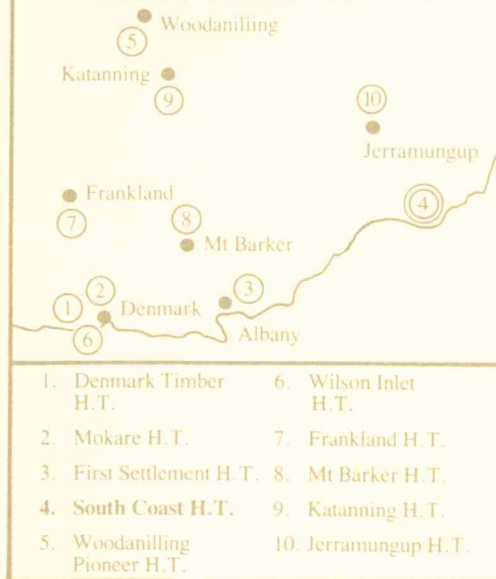 Woodanilling
5
Katanning
9
10
Jerramungup
4
Frankland
7
8
Mt Barker
1
2
Denmark
6
3
Albany
1. Denmark Timber
H.T.
2. Mokare H.T.
3. First Settlement H.T.
4. South Coast H.T.
5. Woodanilling
Pioneer H.T.
6. Wilson Inlet
H.T.
7. Frankland H.T.
8. Mt Barker H.T.
9. Katanning H.T.
10. Jerramungup H.T.